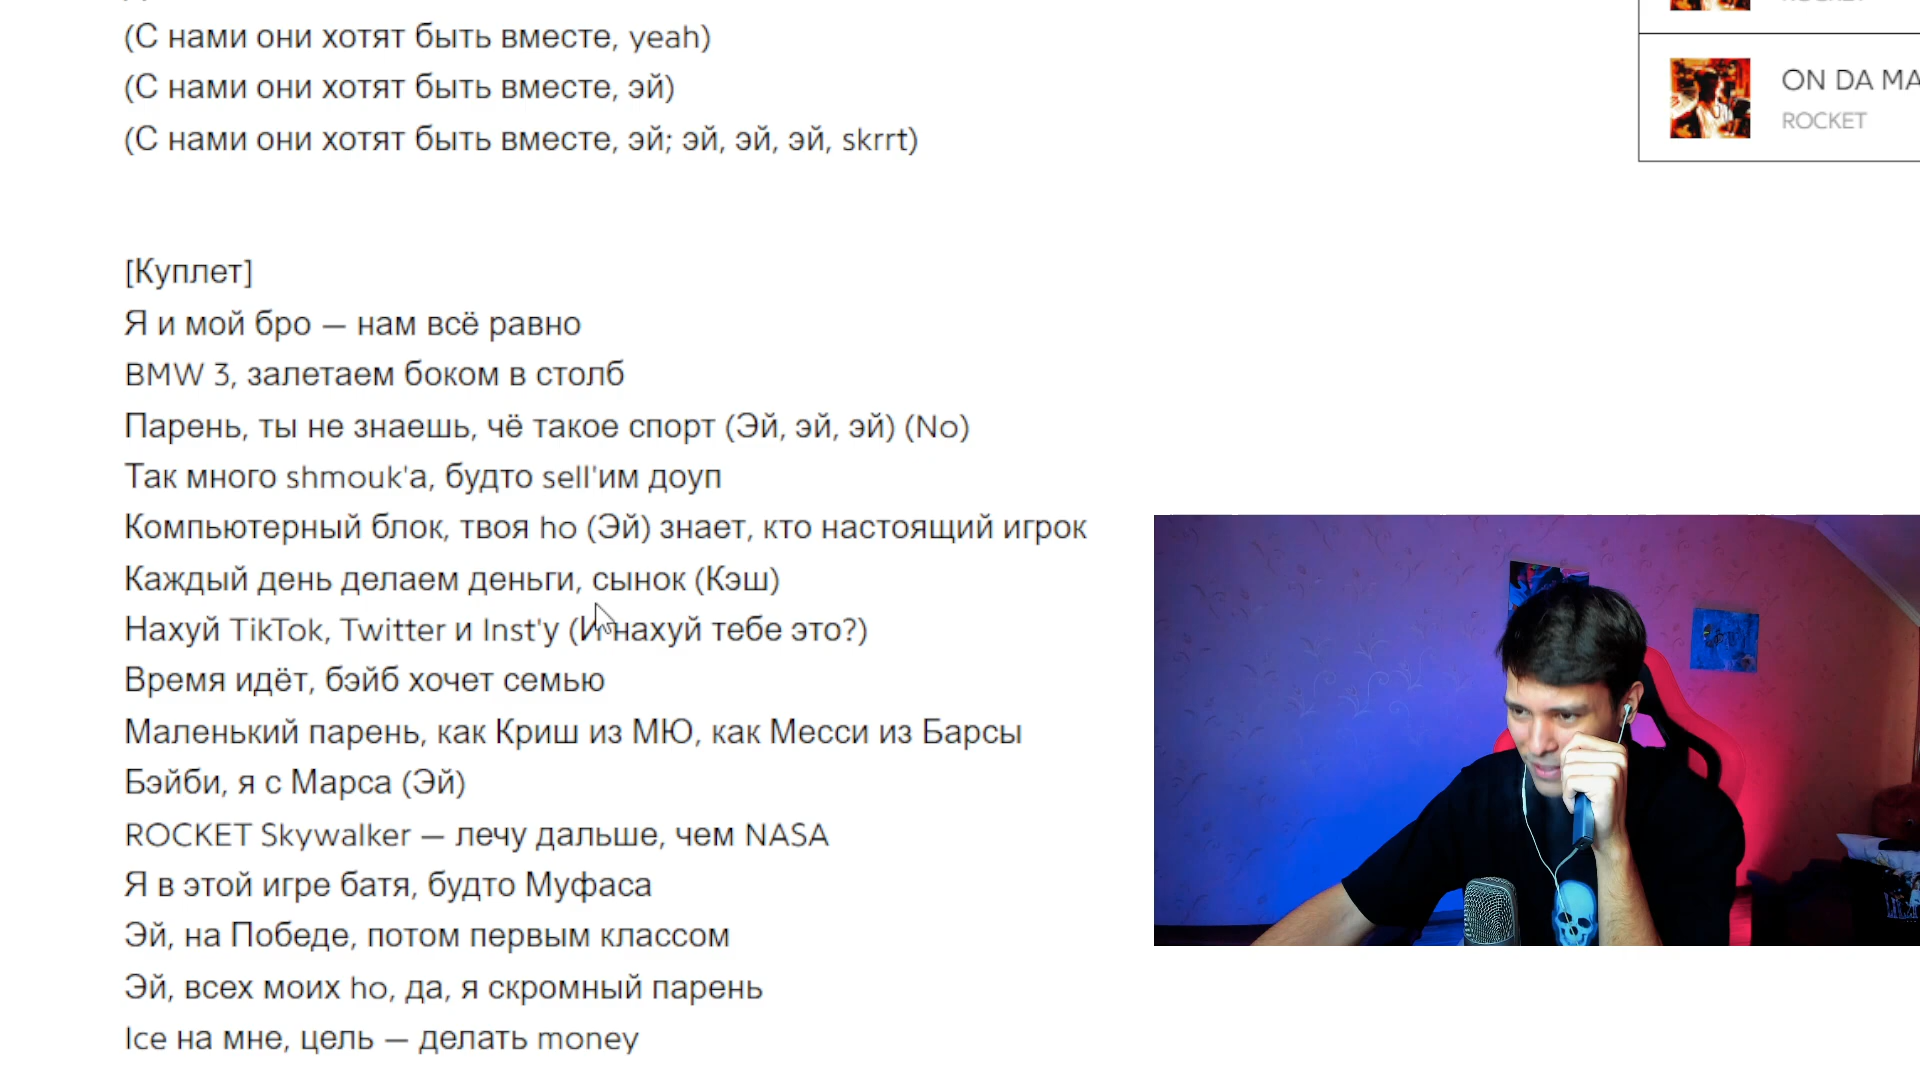 (С нами они хотят быть вместе, yeah)
(С нами они хотят быть вместе, эй)
(С нами они хотят быть вместе, эй; эй, эй, эй, skrrt)
[Куплет]
Я и мой бро — нам всё равно
BMW 3, залетаем боком в столб
Парень, ты не знаешь, чё такое спорт (Эй, эй, эй) (No)
Так много shmouk'а, будто sell'им доуп
Компьютерный блок, твоя ho (Эй) знает, кто настоящий игрок
Каждый день делаем деньги, сынок (Кэш)
Нахуй TikTok, Twitter и Inst'у (И нахуй тебе это?)
Время идёт, бэйб хочет семью
Маленький парень, как Криш из МЮ, как Месси из Барсы
Бэйби, я с Марса (Эй)
ROCKET Skywalker — лечу дальше, чем NASA
Я в этой игре батя, будто Муфаса
Эй, на Победе, потом первым классом
Эй, всех моих ho, да, я скромный парень
Ice на мне, цель — делать money
ON DA MA
ROCKET